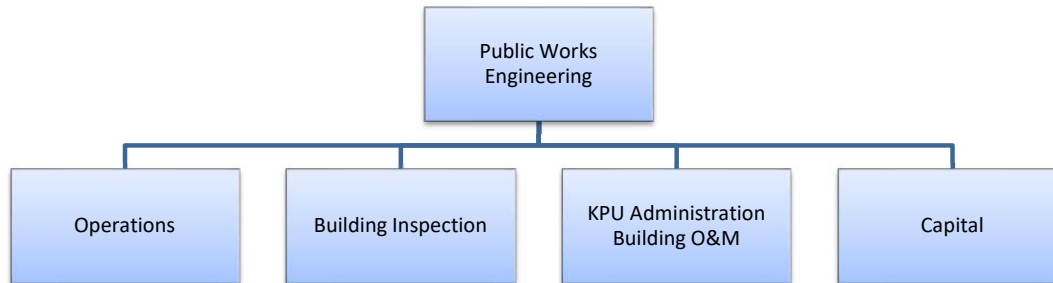 Public Works
Engineering
Operations
Building Inspection
KPU Administration
Building O&M
Capital